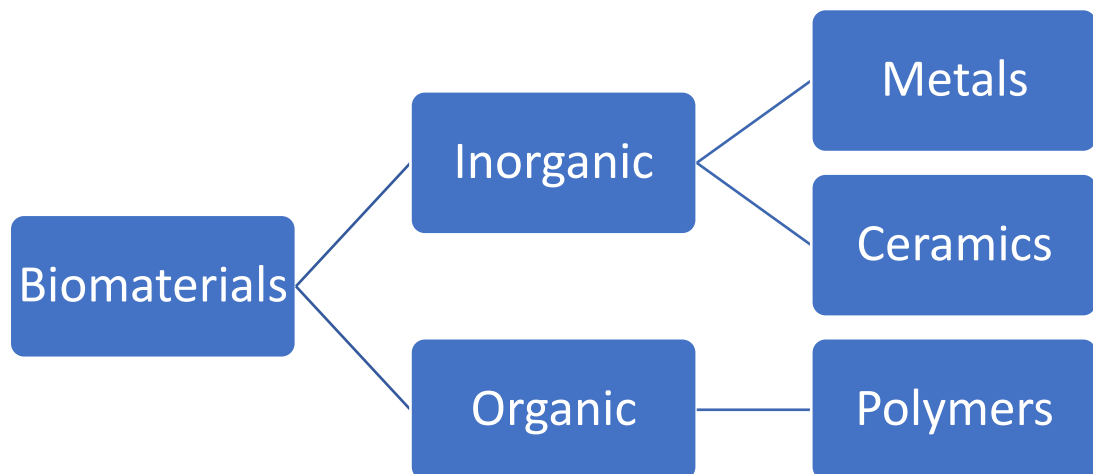 Biomaterials
Inorganic
Metals
Ceramics
Organic
Polymers